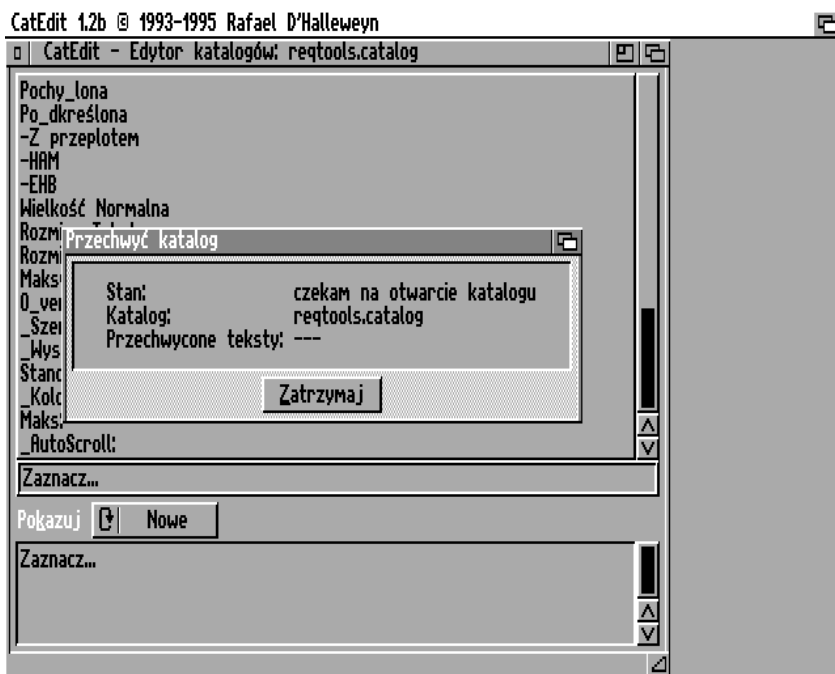 CatEdit 1.2b © 1993-1995 Rafael D'Halleweyn
CatEdit - Edytor katalogów: reqtools.catalog
Pochy_lona
Po_dkreślona
-Z przeplotem
-HAM
-EHB
Wielkość Normalna
Przechwyć katalog
Stan: czekam na otwarcie katalogu
Katalog: reqtools.catalog
Przechwycone teksty: ---
Zatrzymaj
_AutoScroll:
Zaznacz...
Pokazuj Nowe
Zaznacz...